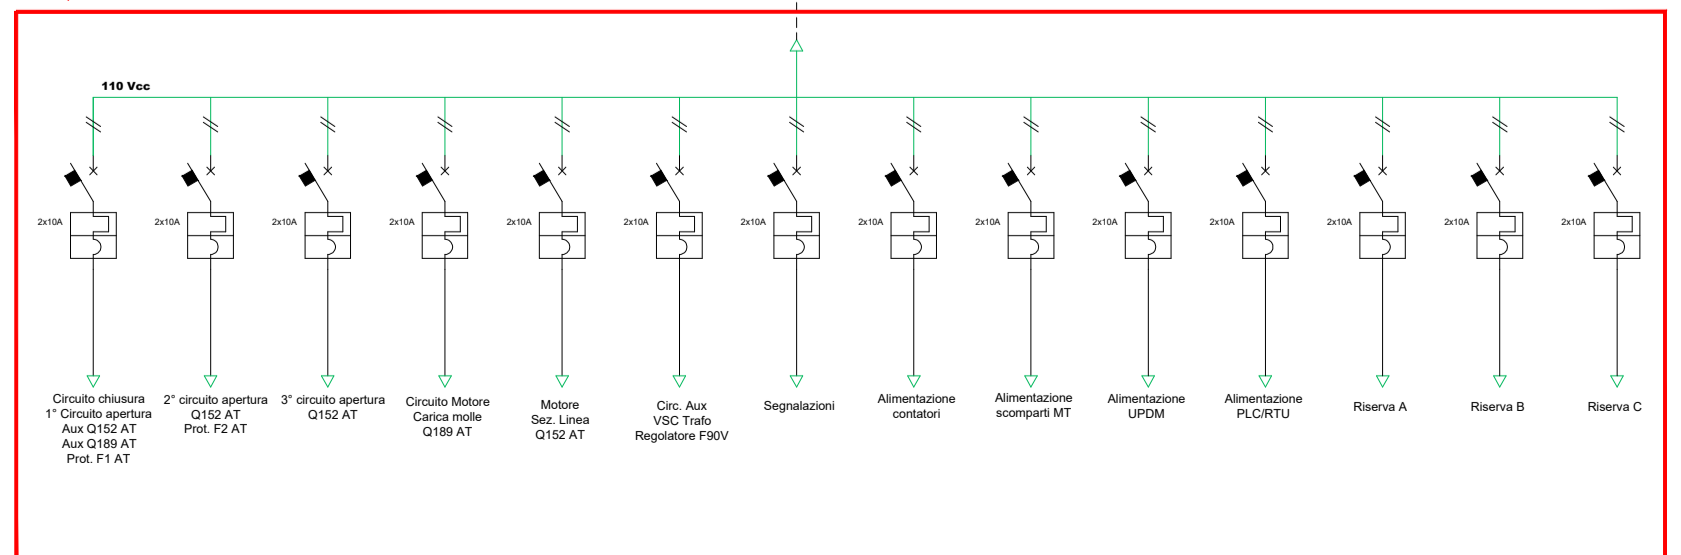 110 Vcc
2x10A
2x10A
2x10A
2x10A
2x10A
2x10A
2x10A
2x10A
2x10A
2x10A
2x10A
2x10A
2x10A
2x10A
Circuito chiusura
1° Circuito apertura
Aux Q152 AT
Aux Q189 AT
Prot. F1 AT
2° circuito apertura
Q152 AT
Prot. F2 AT
3° circuito apertura
Q152 AT
Circuito Motore
Carica molle
Q189 AT
Motore
Sez. Linea
Q152 AT
Circ. Aux
VSC Trafo
Regolatore F90V
Segnalazioni
Alimentazione
contatori
Alimentazione
scomparti MT
Alimentazione
UPDM
Alimentazione
PLC/RTU
Riserva A
Riserva B
Riserva C